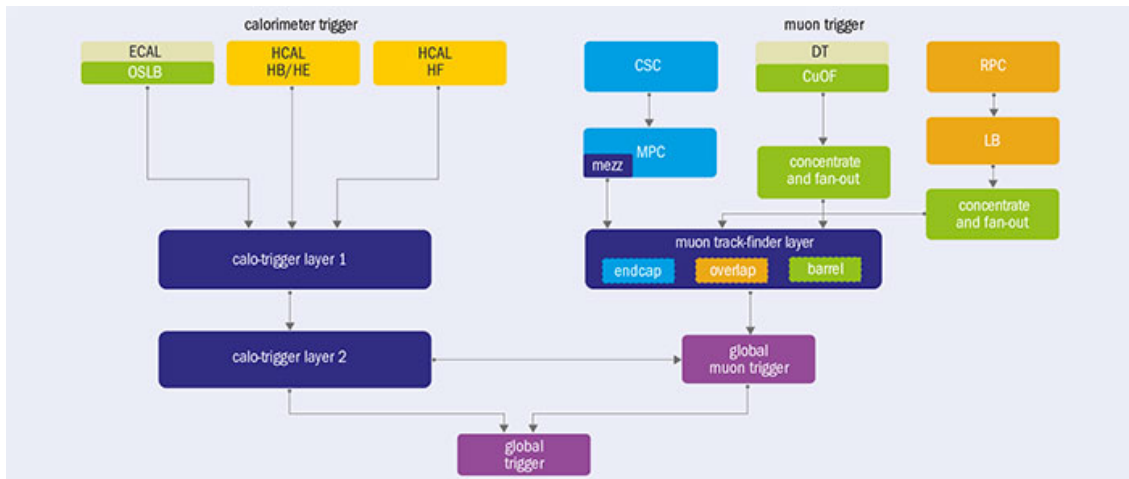 calorimeter trigger
muon trigger
ECAL
OSLB
HCAL
HB/HE
HCAL
HF
CSC
DT
CuOF
RPC
MPC
mezz
LB
concentrate
and fan-out
concentrate
and fan-out
calo-trigger layer 1
muon track-finder layer
endcap
overlap
barrel
calo-trigger layer 2
global
muon trigger
global
trigger